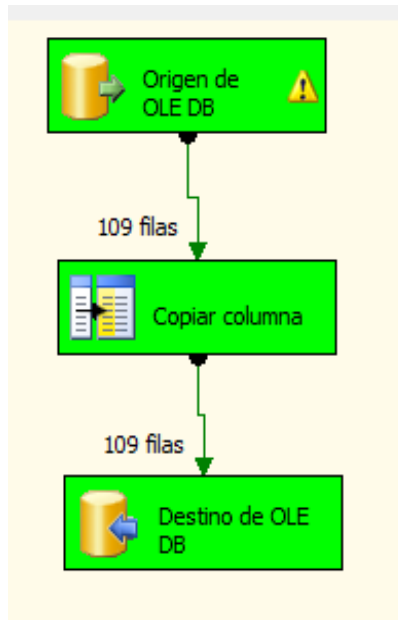 Origen de
OLE DB
109 filas
Copiar columna
109 filas
Destino de OLE
DB